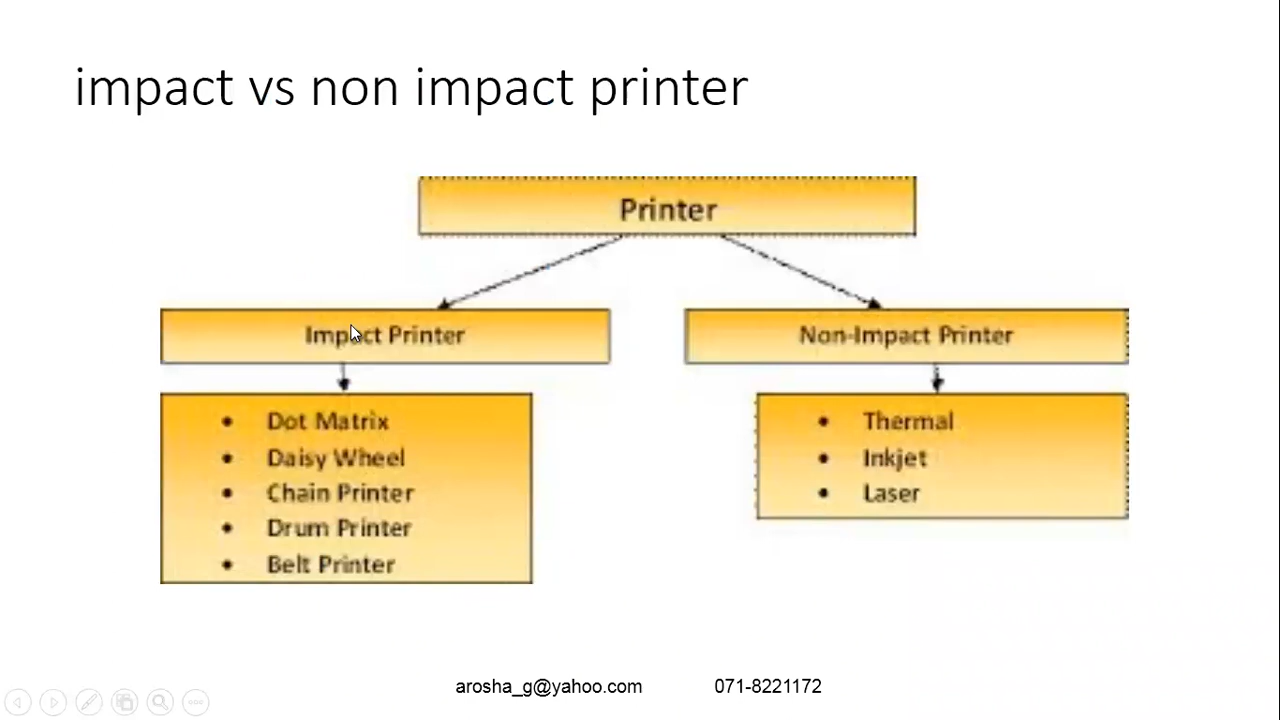 impact vs non impact printer
Printer
Impact Printer
Non-Impact Printer
• Dot Matrix
• Daisy Wheel
• Chain Printer
• Drum Printer
• Belt Printer
• Thermal
• Inkjet
• Laser
arosha_g@yahoo.com 071-8221172